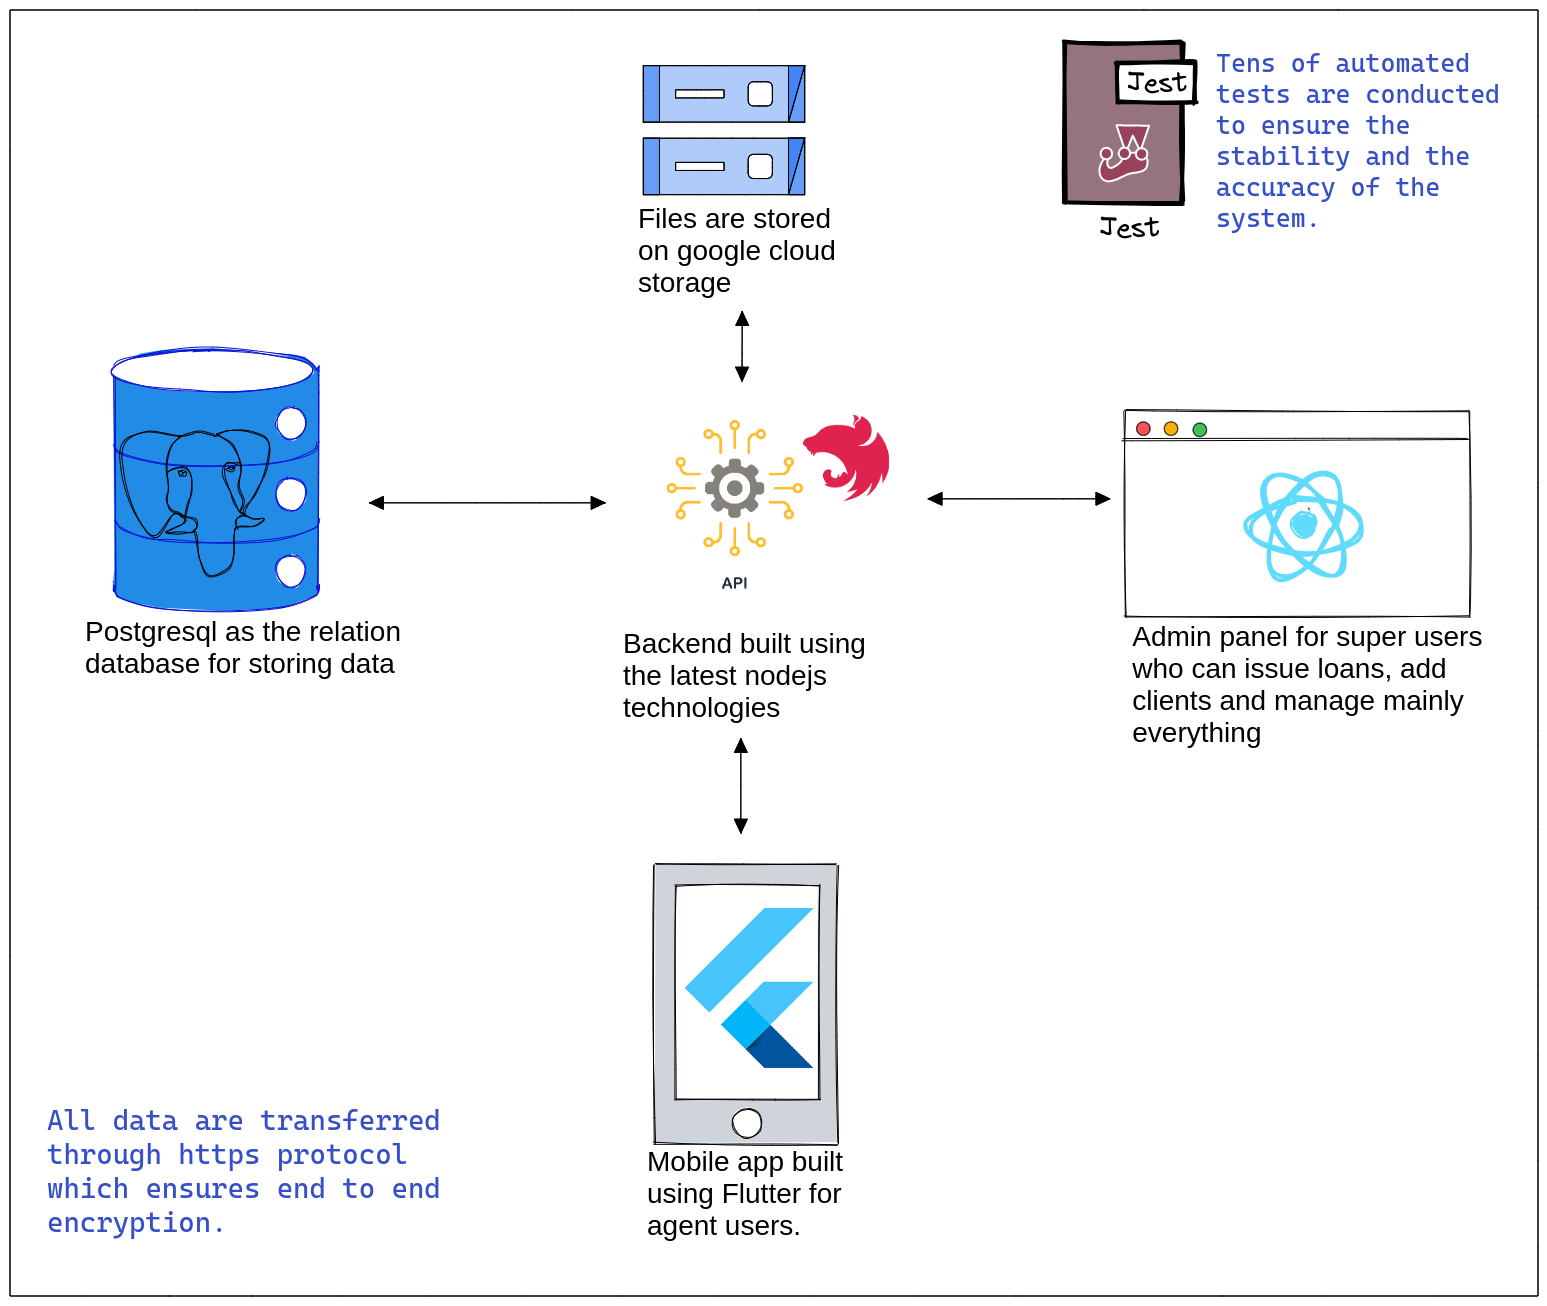 Jest
Jest
Tens of automated
tests are conducted
to ensure the
stability and the
accuracy of the
system.
Files are stored
on google cloud
storage
API
Postgresql as the relation
database for storing data
Backend built using
the latest nodejs
technologies
Admin panel for super users
who can issue loans, add
clients and manage mainly
everything
All data are transferred
through https protocol
which ensures end to end
encryption.
Mobile app built
using Flutter for
agent users.